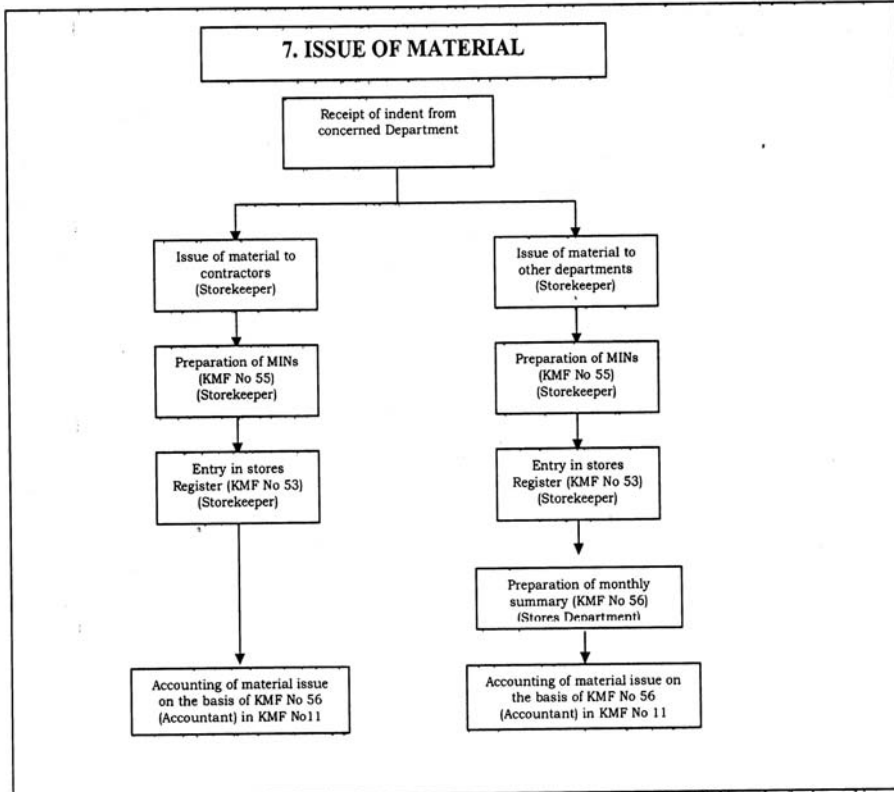 7. ISSUE OF MATERIAL
Receipt of indent from
concerned Department
Issue of material to
contractors
(Storekeeper)
Preparation of MINs
(KMF No 55)
(Storekeeper)
Entry in stores
Register (KMF No 53)
(Storekeeper)
Accounting of material issue
on the basis of KMF No 56
(Accountant) in KMF No11
Issue of material to
other departments
(Storekeeper)
Preparation of MINs
(KMF No 55)
(Storekeeper)
Entry in stores
Register (KMF No 53)
(Storekeeper)
Preparation of monthly
summary (KMF No 56)
(Stores Department)
Accounting of material issue on
the basis of KMF No 56
(Accountant) in KMF No 11